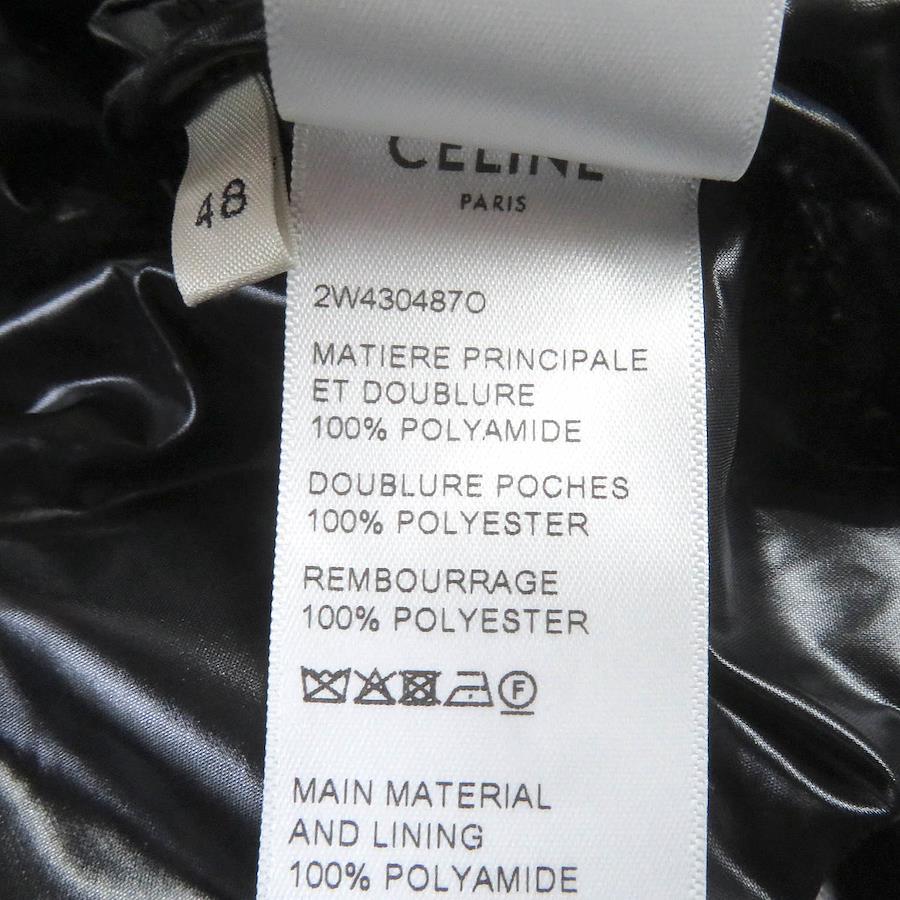 48
CELINE
PARIS
2W430487O
MATIERE PRINCIPALE
ET DOUBLURE
100% POLYAMIDE
DOUBLURE POCHES
100% POLYESTER
REMBOURRAGE
100% POLYESTER
F
MAIN MATERIAL
AND LINING
100% POLYAMIDE